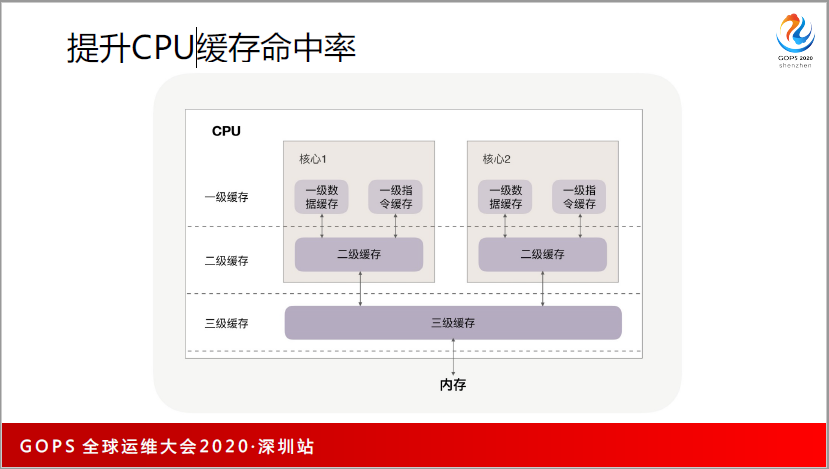 提升CPU缓存命中率
GOPS 2020
shenzhen
CPU
核心1
核心2
一级缓存
一级数
据缓存
一级指
令缓存
一级数
据缓存
一级指
令缓存
二级缓存
二级缓存
二级缓存
三级缓存
三级缓存
内存
GOPS 全球运维大会2020·深圳站